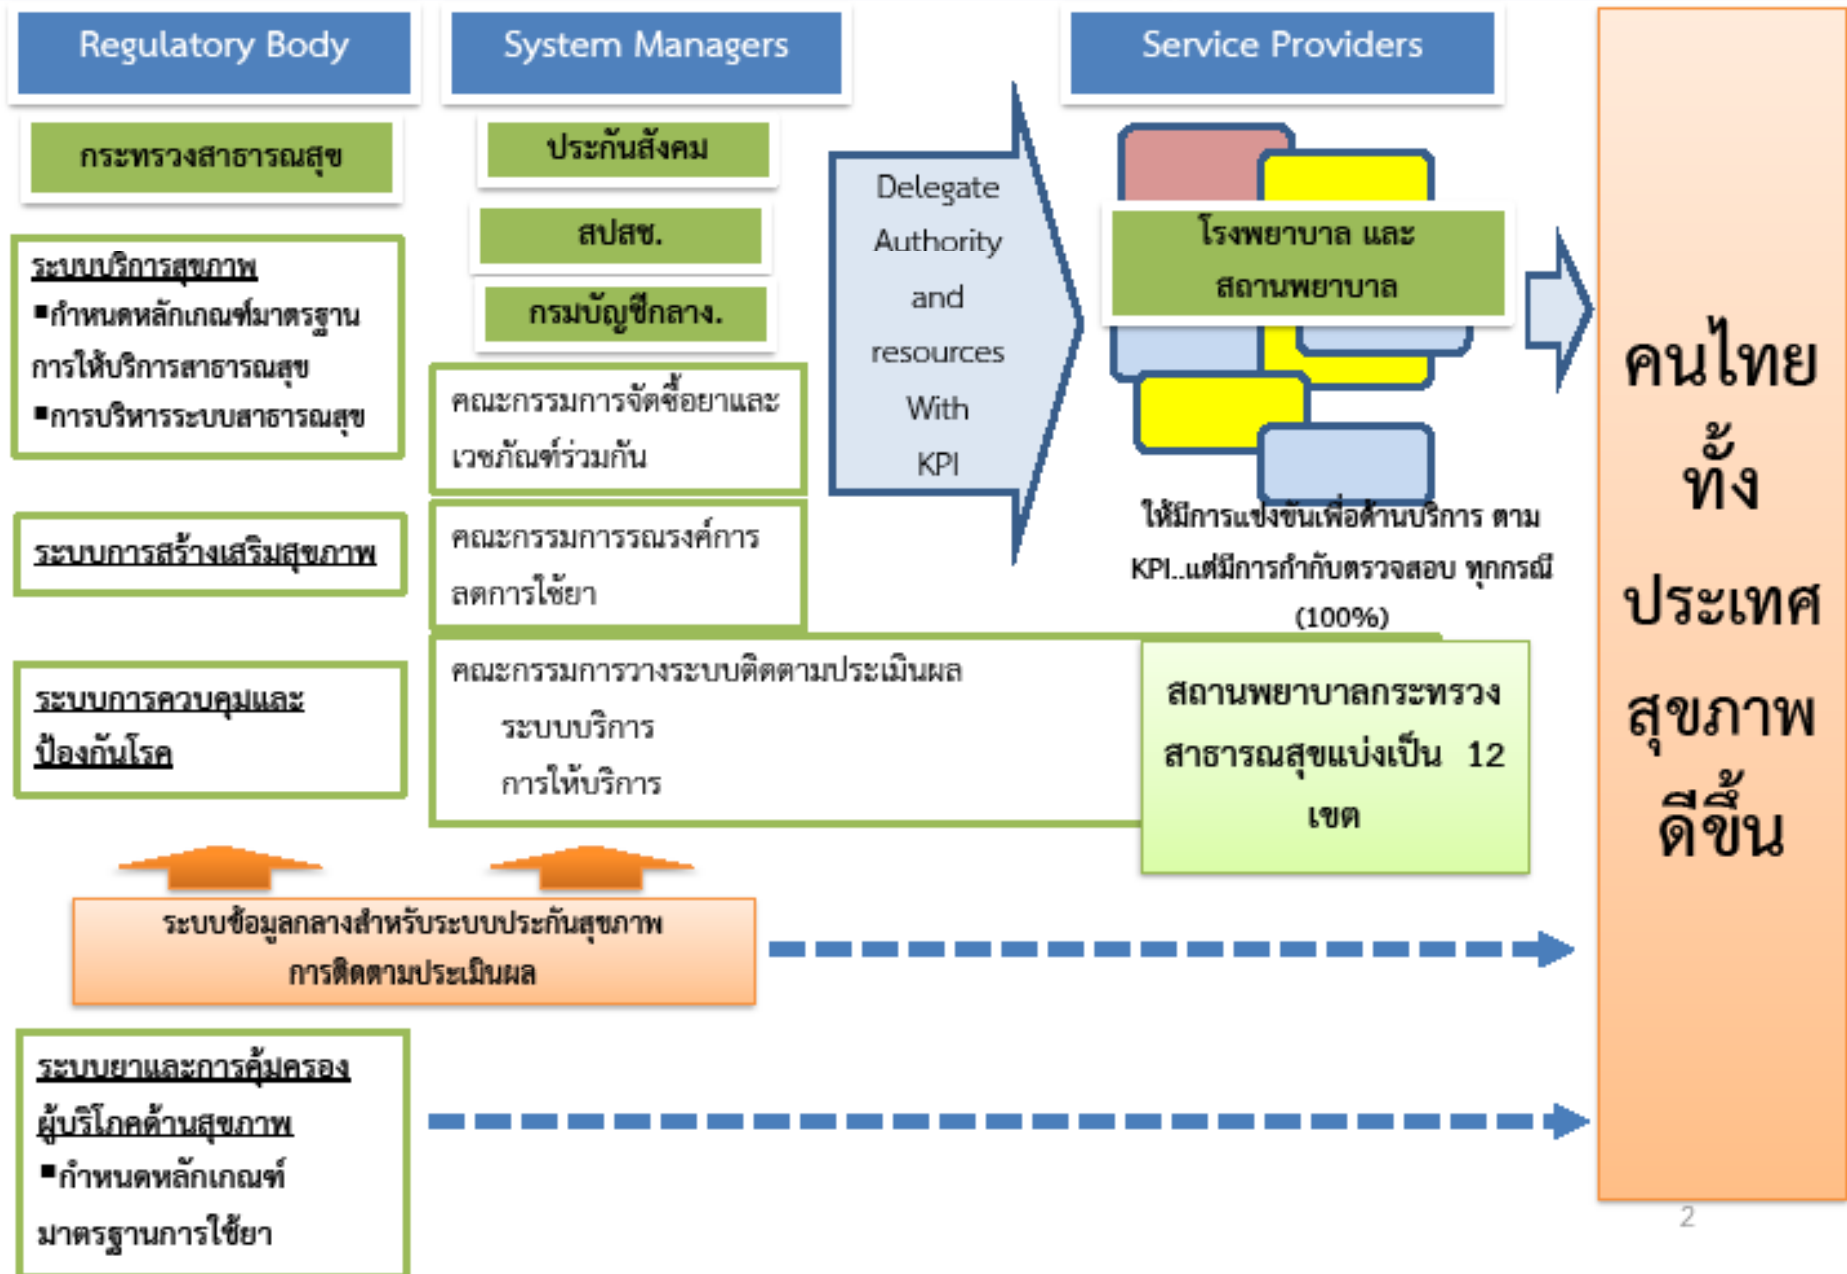 Regulatory Body
System Managers
Service Providers
กระทรวงสาธารณสุข
ระบบบริการสุขภาพ
▪กำหนดหลักเกณฑ์มาตรฐาน
การให้บริการสาธารณสุข
▪การบริหารระบบสาธารณสุข
ระบบการสร้างเสริมสุขภาพ
ระบบการควบคุมและ
ป้องกันโรค
ประกันสังคม
สปสช.
กรมบัญชีกลาง.
คณะกรรมการจัดซื้อยาและ
เวชภัณฑ์ร่วมกัน
คณะกรรมการรณรงค์การ
ลดการใช้ยา
คณะกรรมการวางระบบติดตามประเมินผล
ระบบบริการ
การให้บริการ
Delegate
Authority
and
resources
With
KPI
โรงพยาบาล และ
สถานพยาบาล
ให้มีการแข่งขันเพื่อด้านบริการ ตาม
KPI..แต่มีการกำกับตรวจสอบ ทุกกรณี
(100%)
สถานพยาบาลกระทรวง
สาธารณสุขแบ่งเป็น 12
เขต
คนไทย
ทั้ง
ประเทศ
สุขภาพ
ดีขึ้น
ระบบข้อมูลกลางสำหรับระบบประกันสุขภาพ
การติดตามประเมินผล
ระบบยาและการคุ้มครอง
ผู้บริโภคด้านสุขภาพ
▪กำหนดหลักเกณฑ์
มาตรฐานการใช้ยา
2